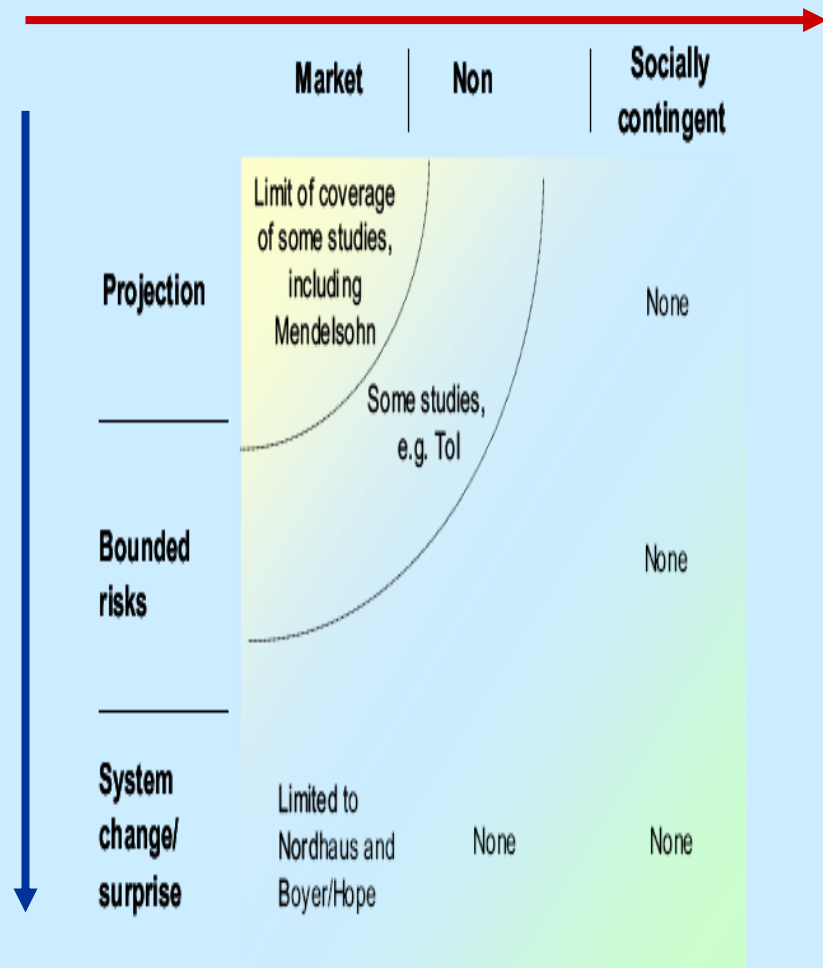 Market
Non
Socially
contingent
Limit of coverage
of some studies,
including
Mendelsohn
Projection
None
Some studies,
e.g. Tol
Bounded
risks
None
System
change/
surprise
Limited to
Nordhaus and
Boyer/Hope
None
None